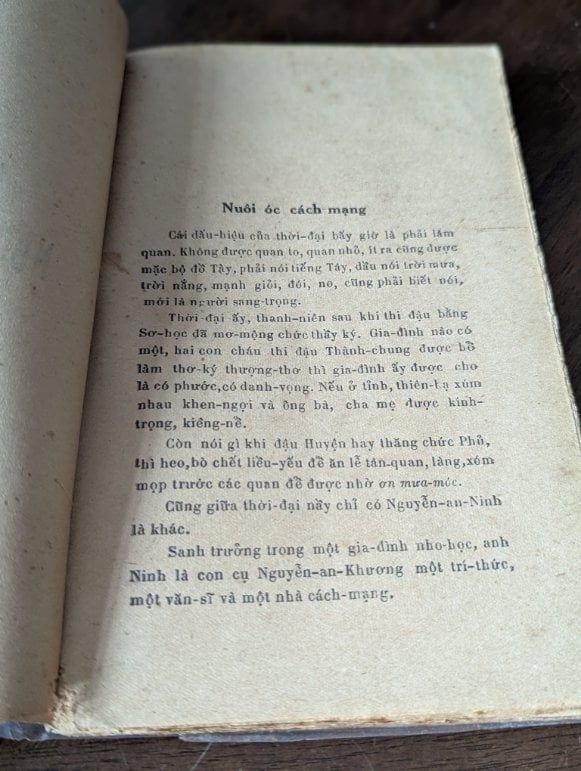 Nuôi óc cách-mạng
Cái dấu-hiệu của thời-đại bấy giờ là phải làm
quan. Không được quan to, quan nhỏ, ít ra cũng được
mặc bộ đồ Tây, phải nói tiếng Tây, dầu nói trời mưa,
trời nắng, mạnh giỏi, đói, no, cũng phải biết nói,
mới là người sang-trọng.
Thời-đại ấy, thanh-niên sau khi thi đậu bằng
Sơ-học đã mơ-mộng chức thầy ký. Gia-đình nào có
một, hai con cháu thi đậu Thành-chung được bổ
làm thơ-ký thượng-thơ thì gia-đình ấy được cho
là có phước,có danh-vọng. Nếu ở tỉnh, thiên-hạ xúm
nhau khen-ngợi và ông bà, cha mẹ được kính-
trọng, kiêng-nề.
Còn nói gì khi đậu Huyện hay thăng chức Phủ,
thì heo,bò chết liểu-yểu để ăn lễ tân-quan, làng,xóm
mọp trước các quan để được nhờ ơn mưa-móc.
Cũng giữa thời-đại nầy chỉ có Nguyễn-an-Ninh
là khác.
Sanh trưởng trong một gia-đình nho-học, anh
Ninh là con cụ Nguyễn-an-Khương một trí-thức,
một văn-sĩ và một nhà cách-mạng.